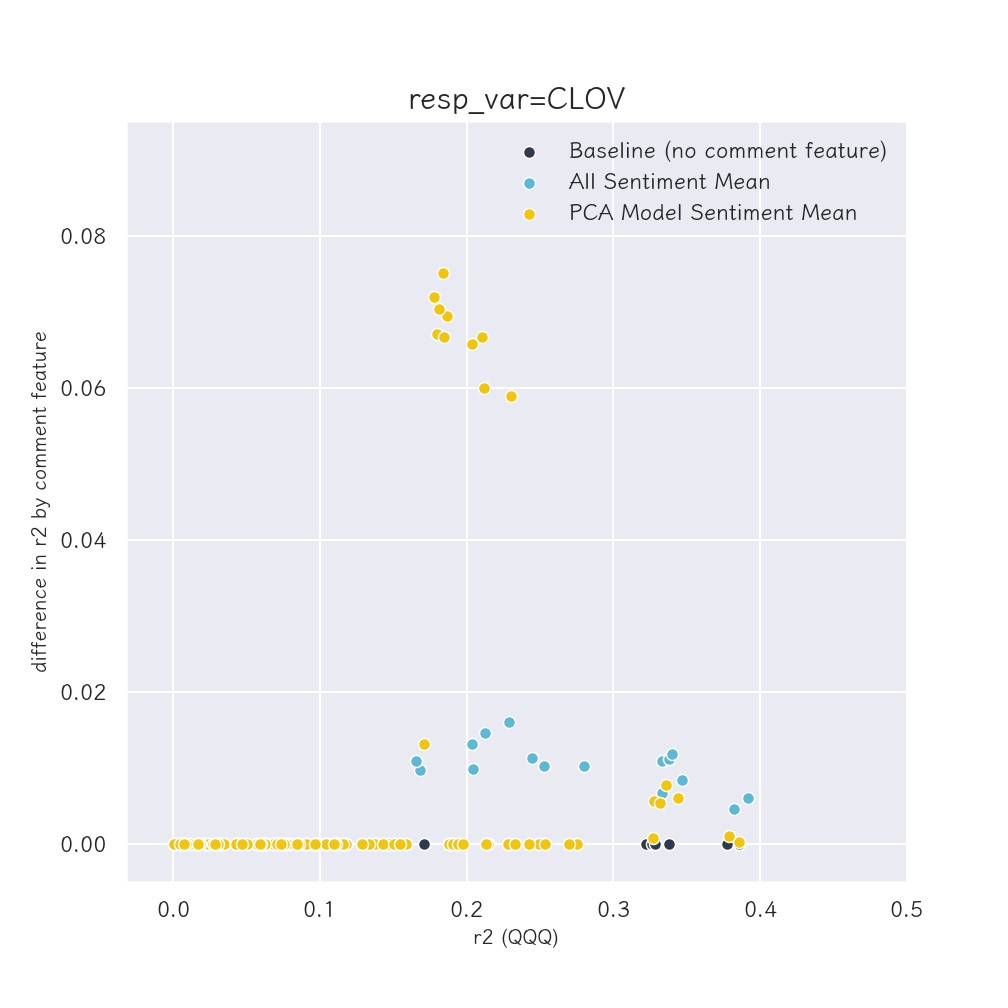 resp_var=CLOV
Baseline (no comment feature)
All Sentiment Mean
PCA Model Sentiment Mean
difference in r2 by comment feature
0.08
0.06
0.04
0.02
0.00
0.0 0.1 0.2 0.3 0.4 0.5
r2 (QQQ)